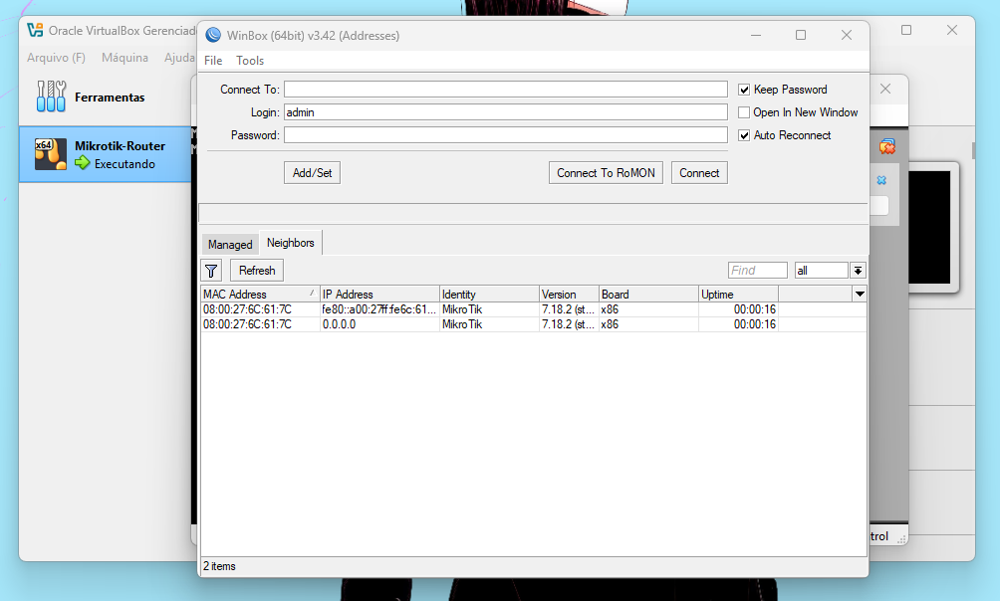 Oracle VirtualBox Gerenciad
WinBox (64bit) v3.42 (Addresses)
Arquivo (F) Máquina Ajuda
File Tools
Ferramentas
Connect To:
Keep Password
Login: admin
Open In New Window
Password:
Auto Reconnect
x64
Mikrotik-Router
Executando
Add/Set Connect To RoMON Connect
Managed Neighbors
Refresh Find all
MAC Address IP Address Identity Version Board Uptime
08:00:27:6C:61:7C fe80::a00:27ff:fe6c:61... MikroTik 7.18.2 (st... x86 00:00:16
08:00:27:6C:61:7C 0.0.0.0 MikroTik 7.18.2 (st... x86 00:00:16
trol
2 items